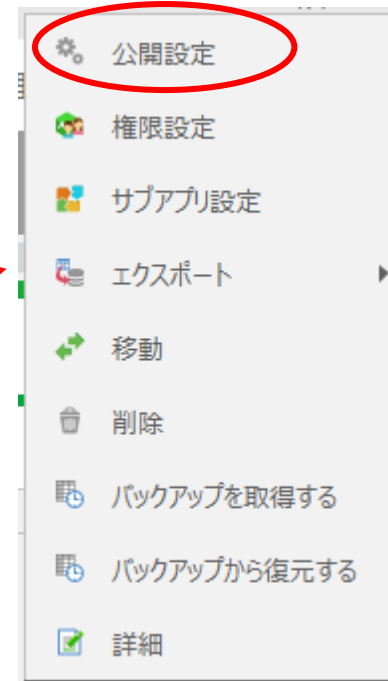 公開設定
権限設定
サブアプリ設定
エクスポート
移動
削除
バックアップを取得する
バックアップから復元する
詳細